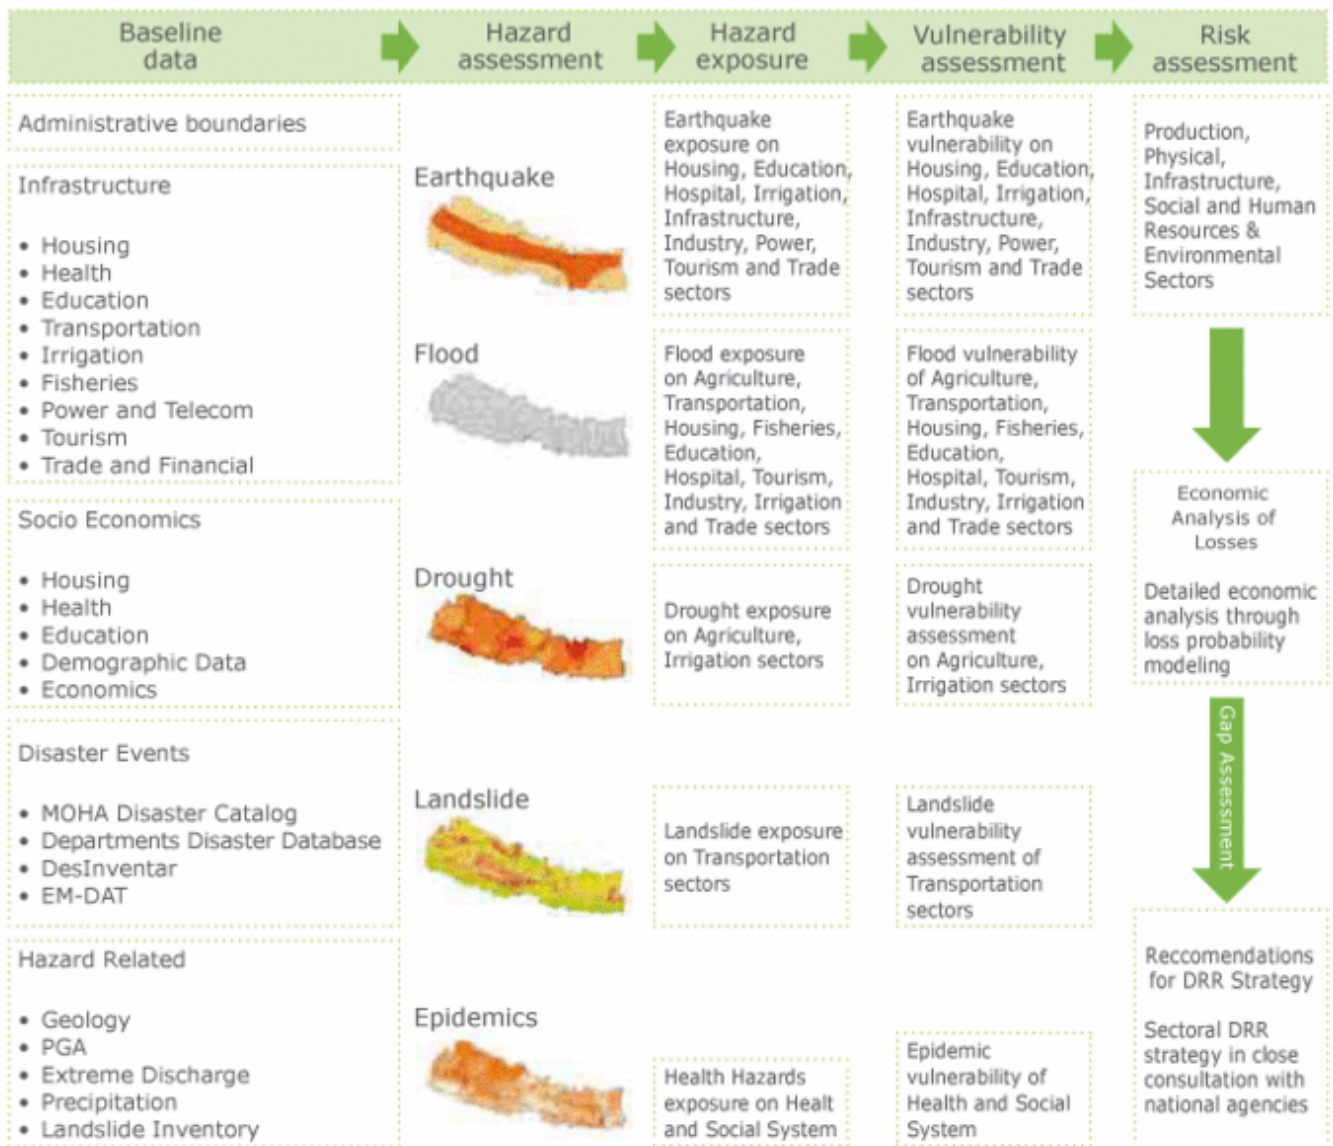 Baseline
data
Hazard
assessment
Hazard
exposure
Vulnerability
assessment
Risk
assessment
Administrative boundaries
Infrastructure
• Housing
• Health
• Education
• Transportation
• Irrigation
• Fisheries
• Power and Telecom
• Tourism
• Trade and Financial
Socio Economics
• Housing
• Health
• Education
• Demographic Data
• Economics
Disaster Events
• MOHA Disaster Catalog
• Departments Disaster Database
• DesInventar
• EM-DAT
Hazard Related
• Geology
• PGA
• Extreme Discharge
• Precipitation
• Landslide Inventory
Earthquake
Flood
Drought
Landslide
Epidemics
Earthquake
exposure on
Housing, Education,
Hospital, Irrigation,
Infrastructure,
Industry, Power,
Tourism and Trade
sectors
Flood exposure
on Agriculture,
Transportation,
Housing, Fisheries,
Education,
Hospital, Tourism,
Industry, Irrigation
and Trade sectors
Drought exposure
on Agriculture,
Irrigation sectors
Landslide exposure
on Transportation
sectors
Health Hazards
exposure on Healt
and Social System
Earthquake
vulnerability on
Housing, Education,
Hospital, Irrigation,
Infrastructure,
Industry, Power,
Tourism and Trade
sectors
Flood vulnerability
of Agriculture,
Transportation,
Housing, Fisheries,
Education,
Hospital, Tourism,
Industry, Irrigation
and Trade sectors
Drought
vulnerability
assessment
on Agriculture,
Irrigation sectors
Landslide
vulnerability
assessment of
Transportation
sectors
Epidemic
vulnerability of
Health and Social
System
Production,
Physical,
Infrastructure,
Social and Human
Resources &
Environmental
Sectors
Economic
Analysis of
Losses
Detailed economic
analysis through
loss probability
modeling
Gap Assessment
Reccomendations
for DRR Strategy
Sectoral DRR
strategy in close
consultation with
national agencies